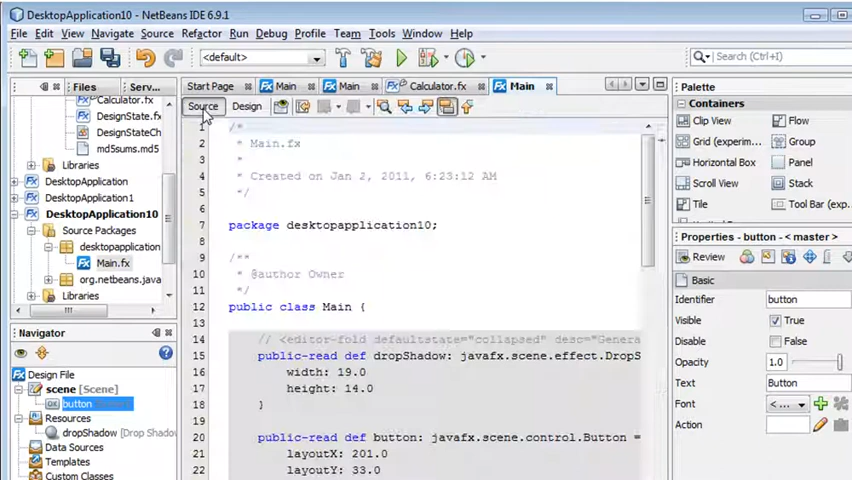 DesktopApplication10 - NetBeans IDE 6.9.1
File Edit View Navigate Source Refactor Run Debug Profile Team Tools Window Help
<default>
Search (Ctrl+I)
Files
Serv...
Calculator.fx
DesignState.fx
DesignStateCh
md5sums.md5
Libraries
DesktopApplication
DesktopApplication1
DesktopApplication10
Source Packages
desktopapplication
Main.fx
org.netbeans.java
Libraries
Navigator
Design File
scene [Scene]
button
Resources
dropShadow [Drop Shadow
Data Sources
Templates
Custom Classes
Start Page
Main
Main
Calculator.fx
Main
Source
Design
1 /*
2 * Main.fx
3 *
4 * Created on Jan 2, 2011, 6:23:12 AM
5 */
6
7 package desktopapplication10;
8
9 /**
10 * @author Owner
11 */
12 public class Main {
13
14 // <editor-fold defaultstate="collapsed" desc="Genera
15 public-read def dropShadow: javafx.scene.effect.DropS
16 width: 19.0
17 height: 14.0
18 }
19
20 public-read def button: javafx.scene.control.Button =
21 layoutX: 201.0
22 layoutY: 33.0
Palette
Containers
Clip View
Flow
Grid (experim...
Group
Horizontal Box
Panel
Scroll View
Stack
Tile
Tool Bar (exp
Properties - button - < master >
Review
Basic
Identifier button
Visible True
Disable False
Opacity 1.0
Text Button
Font < ...
Action